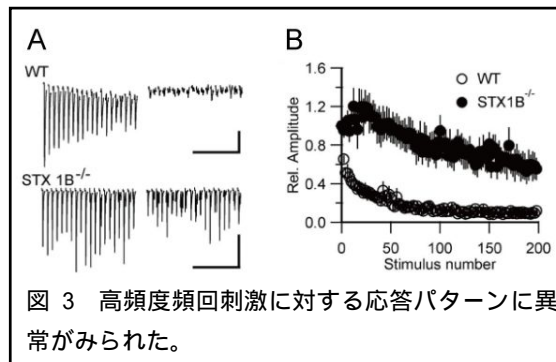 A
B
WT
STX 1B-/-
1.6
1.2
0.8
0.4
0.0
Rel. Amplitude
WT
STX1B-/-
0
50
100
150
200
Stimulus number
図 3 高頻度頻回刺激に対する応答パターンに異
常がみられた。